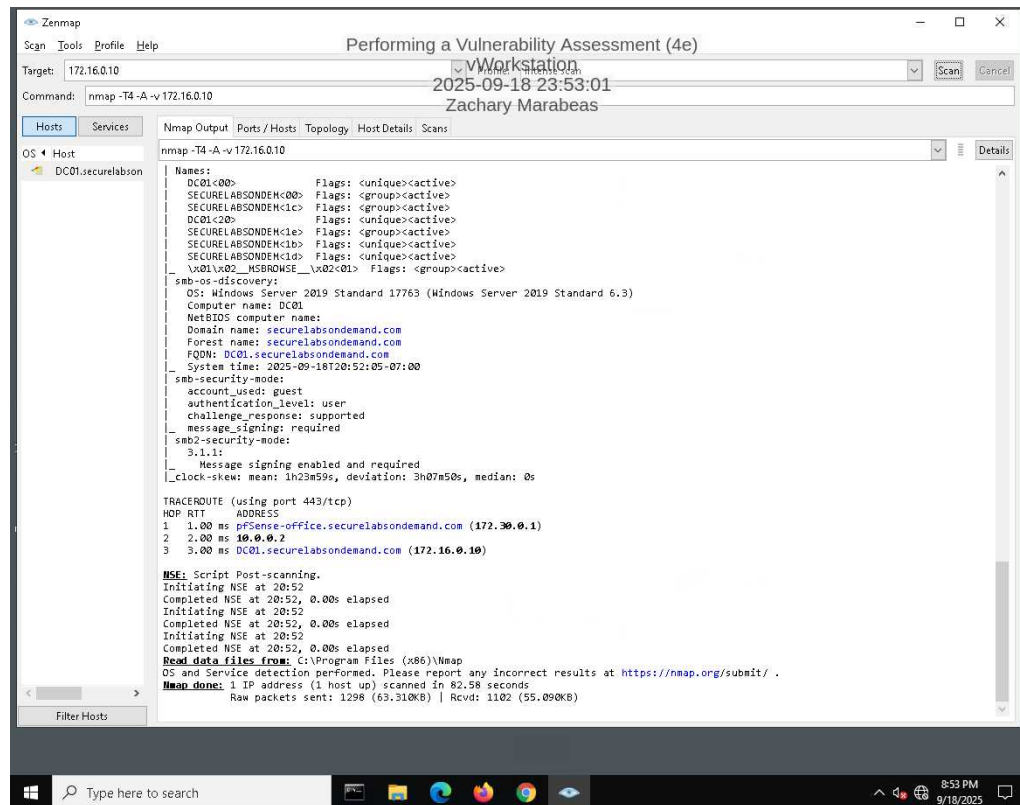 Zenmap
Scan Tools Profile Help
Performing a Vulnerability Assessment (4e)
vWorkstation
2025-09-18 23:53:01
Zachary Marabeas
Target: 172.16.0.10 Profile: Intense scan Scan Cancel
Command: nmap -T4 -A -v 172.16.0.10
Hosts Services Nmap Output Ports / Hosts Topology Host Details Scans
OS Host nmap -T4 -A -v 172.16.0.10 Details
DC01.securelabson
| Names:
| DC01<00> Flags: <unique><active>
| SECURELABSONDEM<00> Flags: <group><active>
| SECURELABSONDEM<1c> Flags: <group><active>
| DC01<20> Flags: <unique><active>
| SECURELABSONDEM<1e> Flags: <group><active>
| SECURELABSONDEM<1b> Flags: <unique><active>
| SECURELABSONDEM<1d> Flags: <unique><active>
|_ \x01\x02__MSBROWSE__\x02<01> Flags: <group><active>
| smb-os-discovery:
| OS: Windows Server 2019 Standard 17763 (Windows Server 2019 Standard 6.3)
| Computer name: DC01
| NetBIOS computer name:
| Domain name: securelabsondemand.com
| Forest name: securelabsondemand.com
| FQDN: DC01.securelabsondemand.com
|_ System time: 2025-09-18T20:52:05-07:00
| smb-security-mode:
| account_used: guest
| authentication_level: user
| challenge_response: supported
|_ message_signing: required
| smb2-security-mode:
| 3.1.1:
|_ Message signing enabled and required
|_clock-skew: mean: 1h23m59s, deviation: 3h07m50s, median: 0s
TRACEROUTE (using port 443/tcp)
HOP RTT ADDRESS
1 1.00 ms pfSense-office.securelabsondemand.com (172.30.0.1)
2 2.00 ms 10.0.0.2
3 3.00 ms DC01.securelabsondemand.com (172.16.0.10)
NSE: Script Post-scanning.
Initiating NSE at 20:52
Completed NSE at 20:52, 0.00s elapsed
Initiating NSE at 20:52
Completed NSE at 20:52, 0.00s elapsed
Initiating NSE at 20:52
Completed NSE at 20:52, 0.00s elapsed
Read data files from: C:\Program Files (x86)\Nmap
OS and Service detection performed. Please report any incorrect results at https://nmap.org/submit/ .
Nmap done: 1 IP address (1 host up) scanned in 82.58 seconds
Raw packets sent: 1298 (63.310KB) | Rcvd: 1102 (55.090KB)
Filter Hosts
Type here to search
8:53 PM
9/18/2025